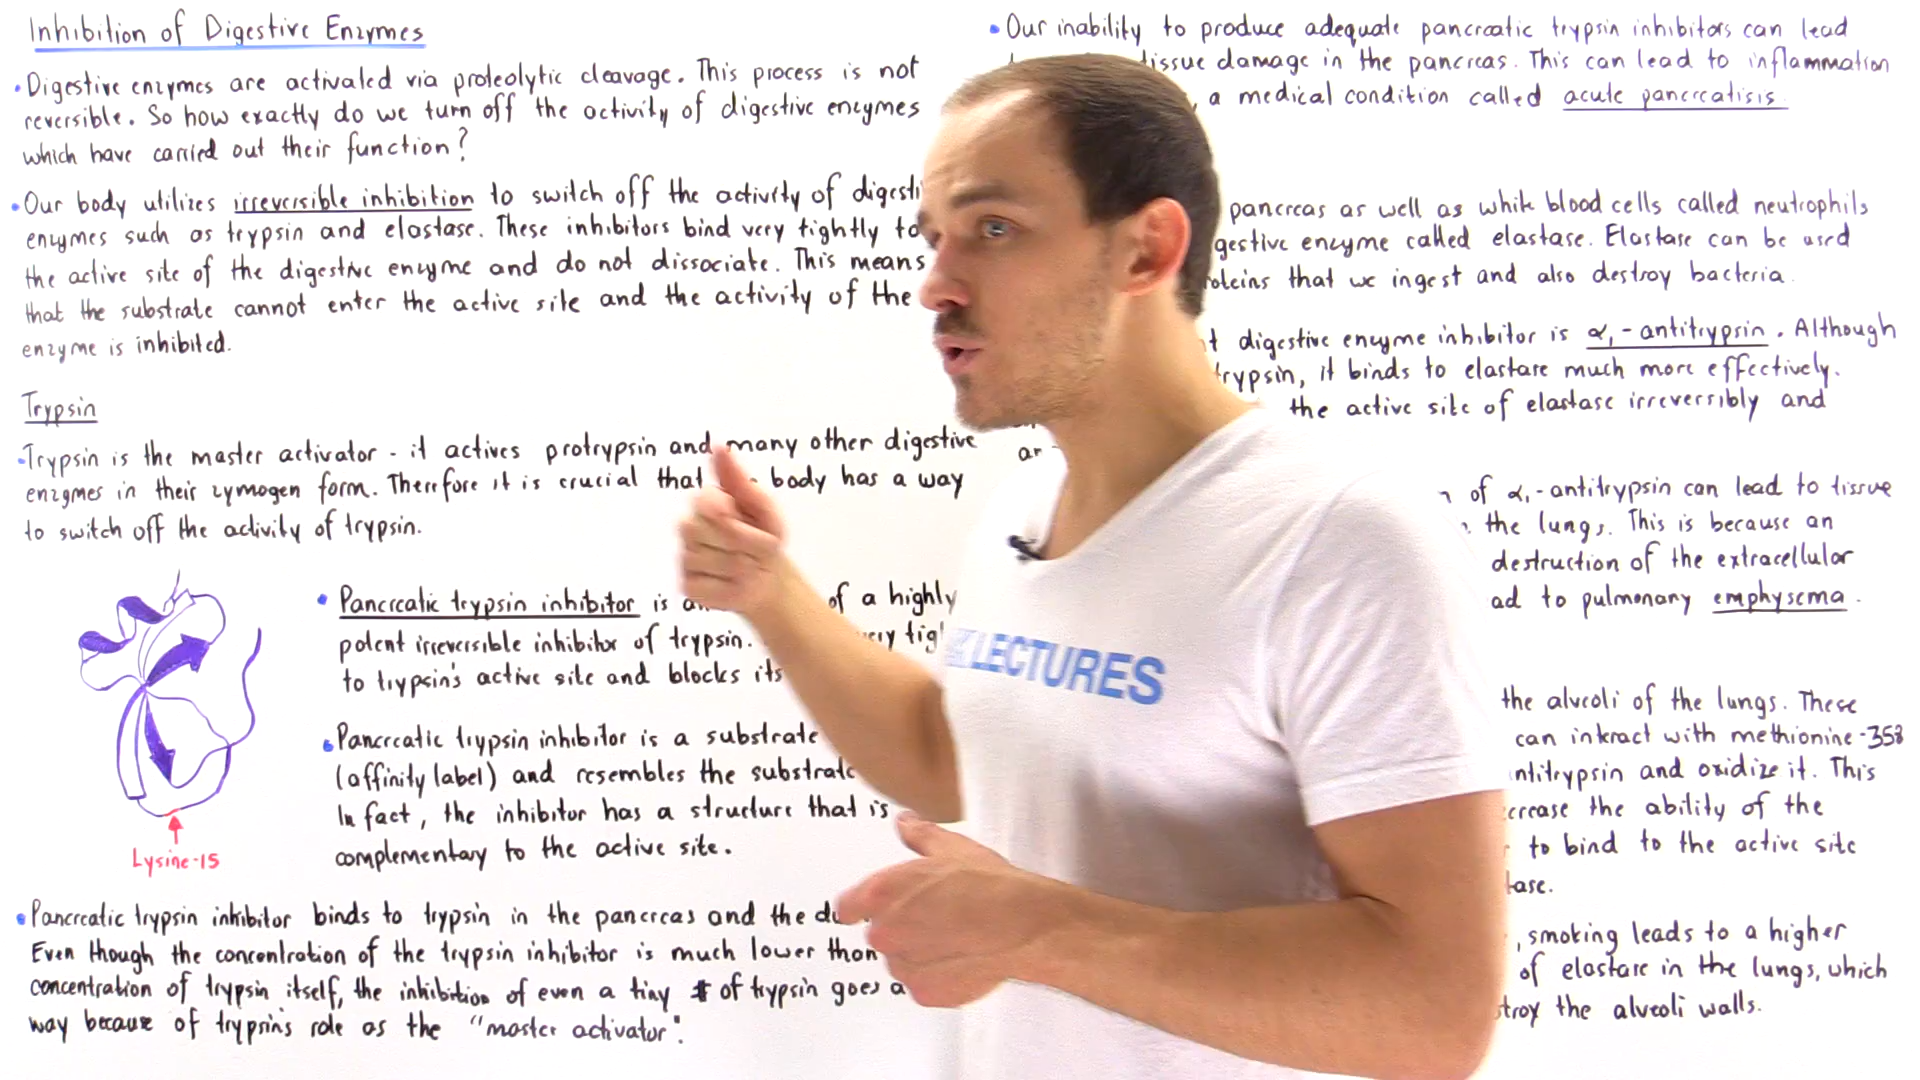 Inhibition of Digestive Enzymes
• Digestive enzymes are activated via proteolytic cleavage. This process is not
reversible. So how exactly do we turn off the activity of digestive enzymes
which have carried out their function?
• Our body utilizes irreversible inhibition to switch off the activity of digesti
enzymes such as trypsin and elastase. These inhibitors bind very tightly to
the active site of the digestive enzyme and do not dissociate. This means
that the substrate cannot enter the active site and the activity of the
enzyme is inhibited.
Trypsin
• Trypsin is the master activator - it actives protrypsin and many other digestive
enzymes in their zymogen form. Therefore it is crucial that body has a way
to switch off the activity of trypsin.
Lysine-15
• Pancreatic trypsin inhibitor is of a highly
potent irreversible inhibitor of trypsin. tig
to trypsin's active site and blocks its
• Pancreatic trypsin inhibitor is a substrate
(affinity label) and resembles the substrate
In fact, the inhibitor has a structure that is
complementary to the active site.
• Pancreatic trypsin inhibitor binds to trypsin in the pancreas and the du
Even though the concentration of the trypsin inhibitor is much lower than
concentration of trypsin itself, the inhibition of even a tiny # of trypsin goes a
way because of trypsin's role as the "master activator".
• Our inability to produce adequate pancreatic trypsin inhibitors can lead
tissue damage in the pancreas. This can lead to inflammation
, a medical condition called acute pancreatisis
pancreas as well as white blood cells called neutrophils
gestive enzyme called elastase. Elastase can be used
roteins that we ingest and also destroy bacteria.
t digestive enzyme inhibitor is α₁-antitrypsin. Although
trypsin, it binds to elastase much more effectively.
the active site of elastase irreversibly and
of α₁-antitrypsin can lead to tissue
the lungs. This is because an
destruction of the extracellular
ad to pulmonary emphysema.
the alveoli of the lungs. These
can interact with methionine-358
ntitrypsin and oxidize it. This
crease the ability of the
to bind to the active site
tase.
, smoking leads to a higher
of elastase in the lungs, which
troy the alveoli walls.
LECTURES